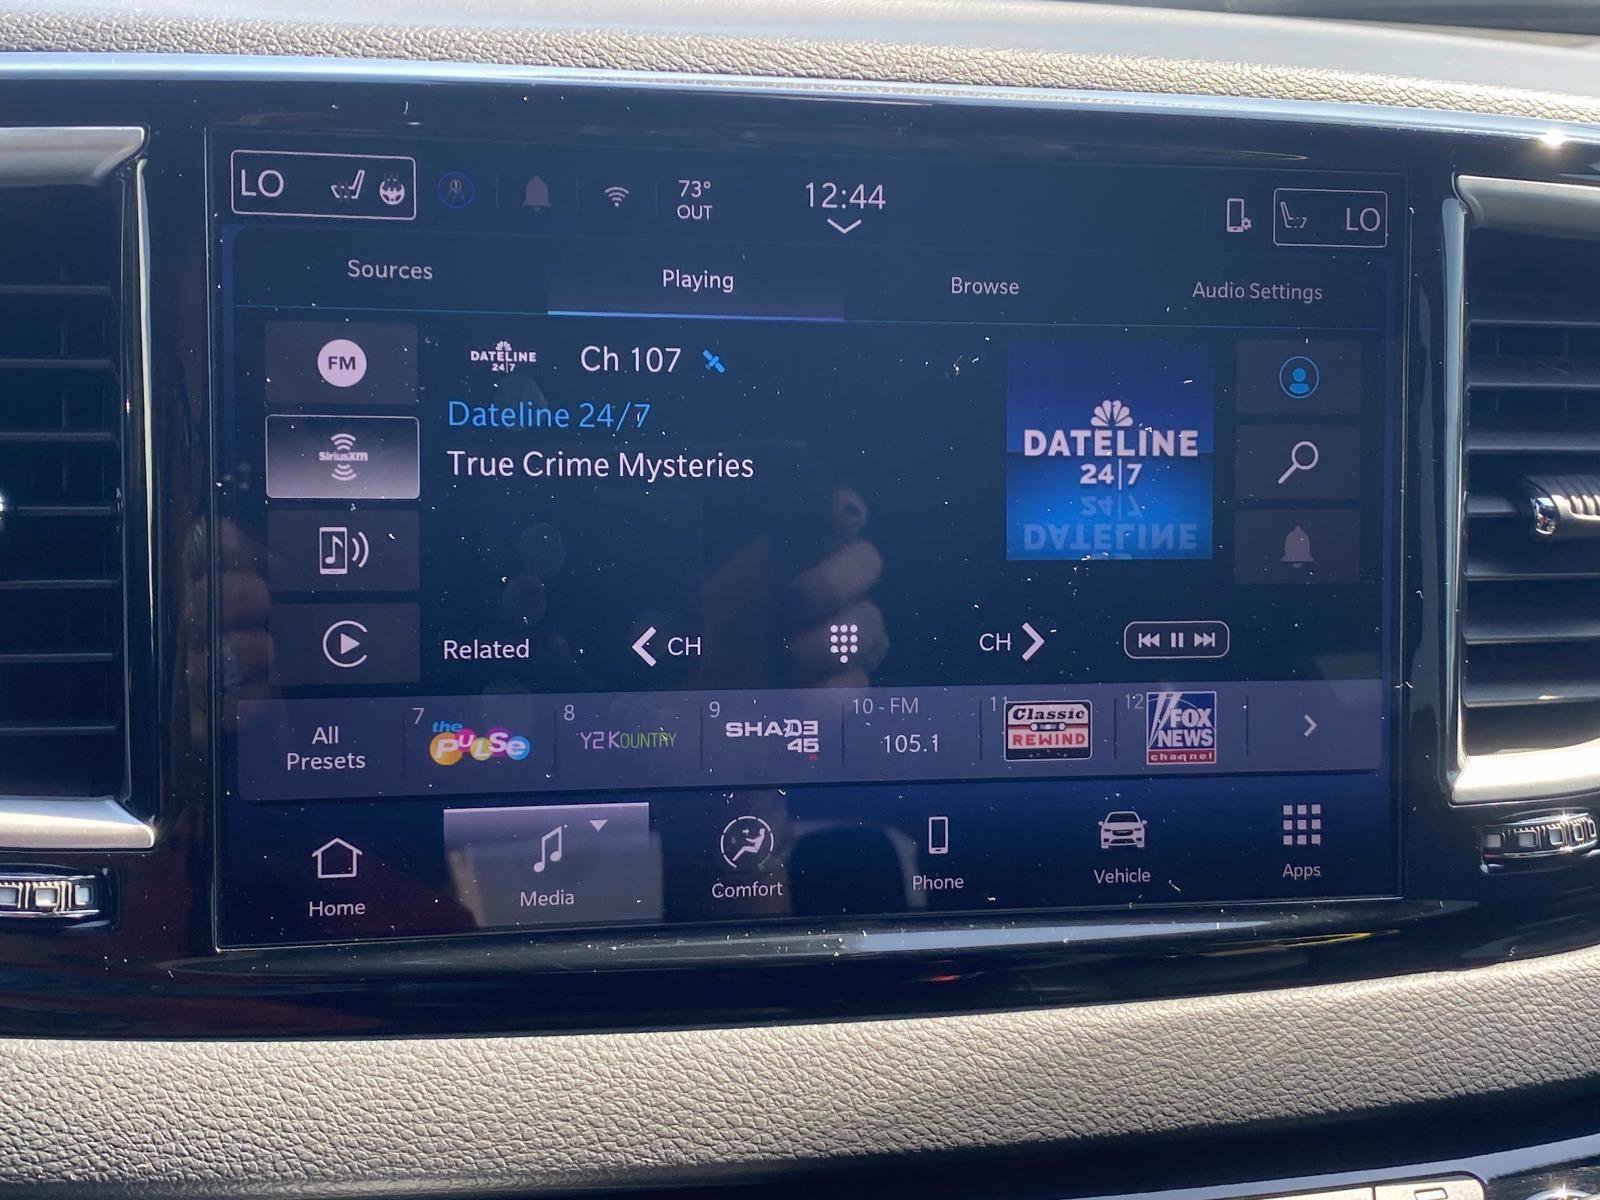 LO
73°
OUT
12:44
LO
Sources
Playing
Browse
Audio Settings
FM
DATELINE
24|7
Ch 107
Dateline 24/7
True Crime Mysteries
SiriusXM
DATELINE
24|7
24|7
DATELINE
Related
CH
CH
All
Presets
7
the
PULSe
8
Y2KOUNTRY
9
SHADE
45
10 - FM
105.1
11
Classic
REWIND
12
FOX
NEWS
channel
Home
Media
Comfort
Phone
Vehicle
Apps